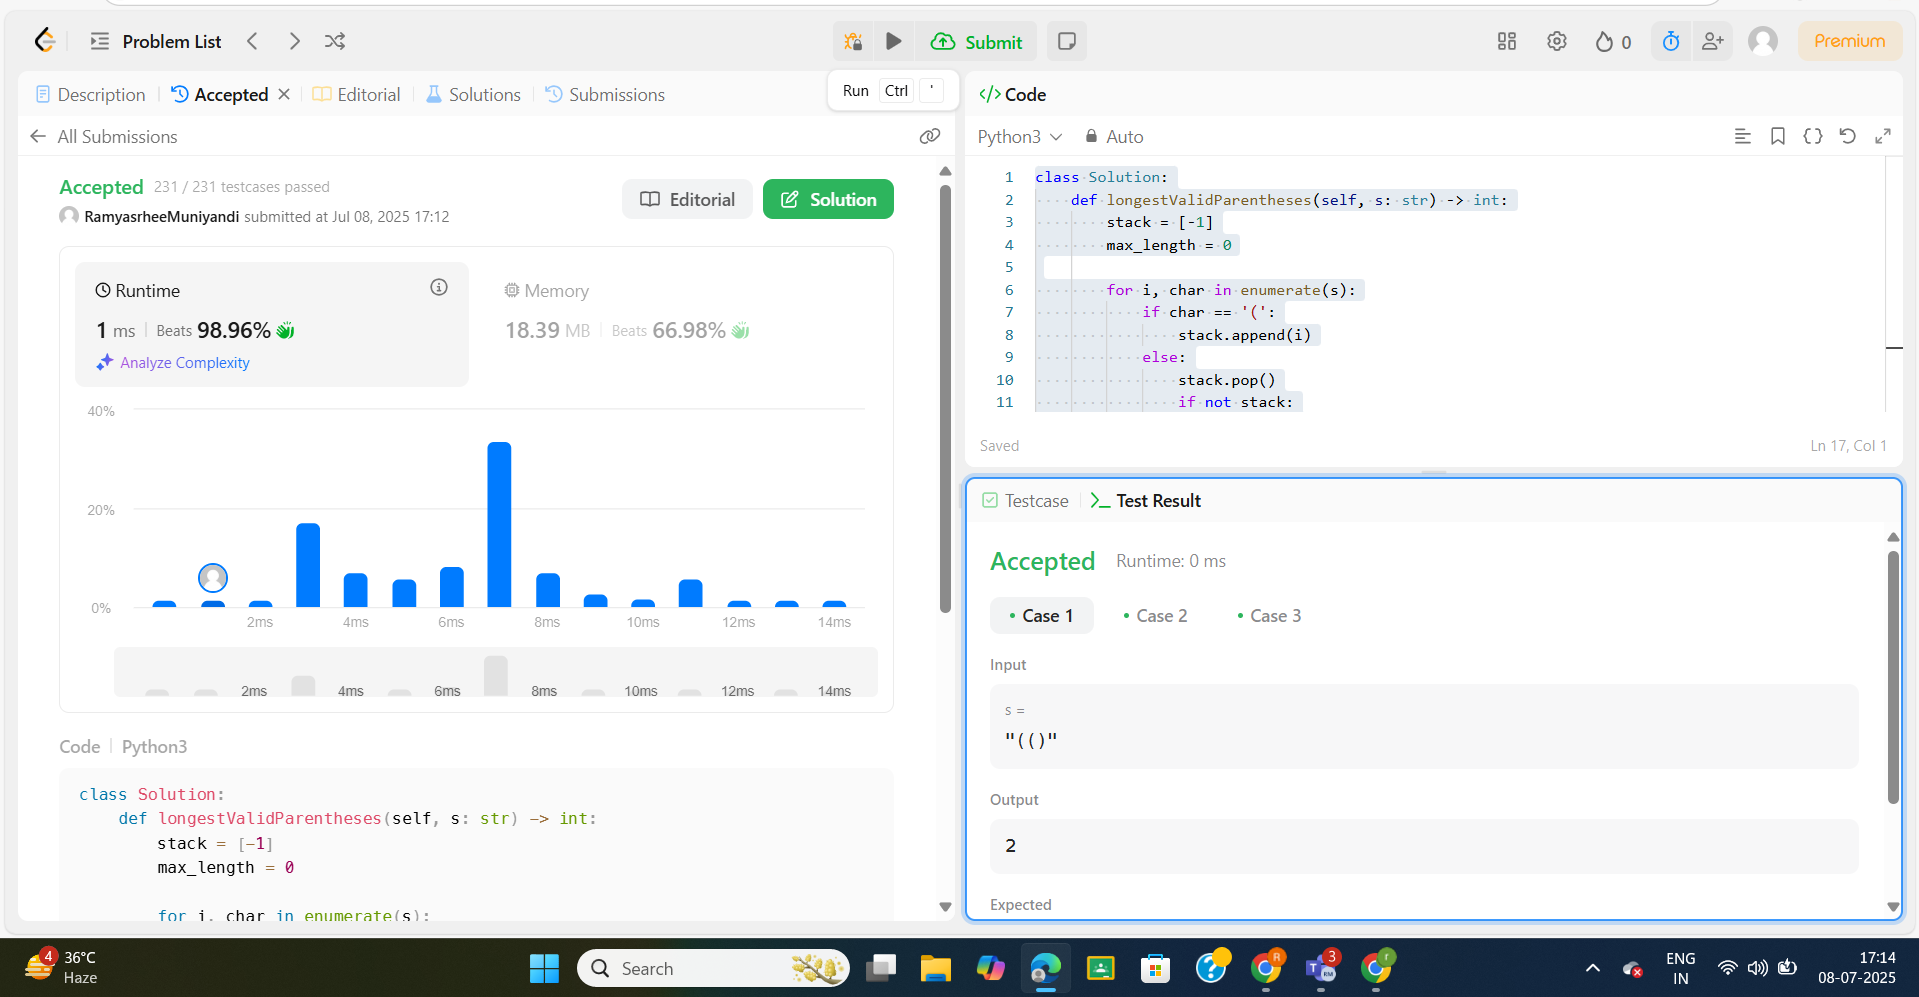 Problem List
Submit
0
Premium
Description
Accepted
Editorial
Solutions
Submissions
Run Ctrl '
All Submissions
Accepted 231 / 231 testcases passed
RamyasrheeMuniyandi submitted at Jul 08, 2025 17:12
Editorial
Solution
Runtime
1 ms Beats 98.96%
Analyze Complexity
Memory
18.39 MB Beats 66.98%
40%
20%
0%
2ms 4ms 6ms 8ms 10ms 12ms 14ms
2ms 4ms 6ms 8ms 10ms 12ms 14ms
Code Python3
class Solution:
    def longestValidParentheses(self, s: str) -> int:
        stack = [-1]
        max_length = 0
        for i, char in enumerate(s):
</> Code
Python3 Auto
1 class Solution:
2     def longestValidParentheses(self, s: str) -> int:
3         stack = [-1]
4         max_length = 0
5
6         for i, char in enumerate(s):
7             if char == '(':
8                 stack.append(i)
9             else:
10                 stack.pop()
11                 if not stack:
Saved
Ln 17, Col 1
Testcase
Test Result
Accepted Runtime: 0 ms
Case 1 Case 2 Case 3
Input
s =
"(()"
Output
2
Expected
4
36°C
Haze
Search
R
3
RM
r
ENG
IN
17:14
08-07-2025